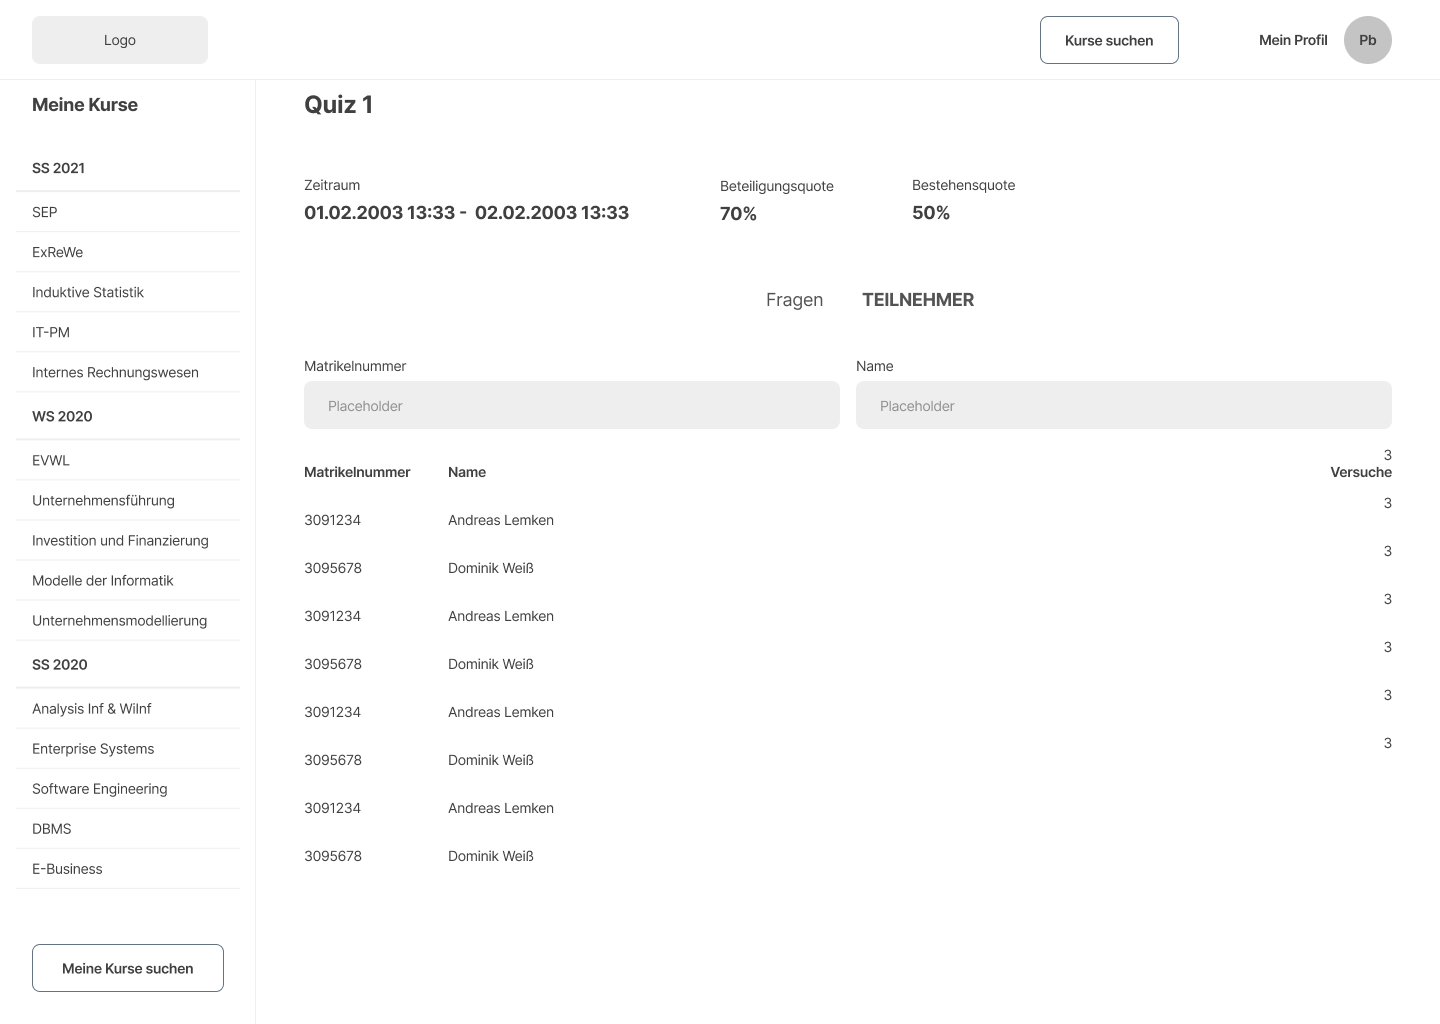 Logo
Kurse suchen
Mein Profil
Pb
Meine Kurse
SS 2021
SEP
ExReWe
Induktive Statistik
IT-PM
Internes Rechnungswesen
WS 2020
EVWL
Unternehmensführung
Investition und Finanzierung
Modelle der Informatik
Unternehmensmodellierung
SS 2020
Analysis Inf & WiInf
Enterprise Systems
Software Engineering
DBMS
E-Business
Meine Kurse suchen
Quiz 1
Zeitraum
01.02.2003 13:33 - 02.02.2003 13:33
Beteiligungsquote
70%
Bestehensquote
50%
Fragen
TEILNEHMER
Matrikelnummer
Placeholder
Name
Placeholder
3
Matrikelnummer Name Versuche
3
3091234 Andreas Lemken
3
3095678 Dominik Weiß
3
3091234 Andreas Lemken
3
3095678 Dominik Weiß
3
3091234 Andreas Lemken
3
3095678 Dominik Weiß
3091234 Andreas Lemken
3095678 Dominik Weiß